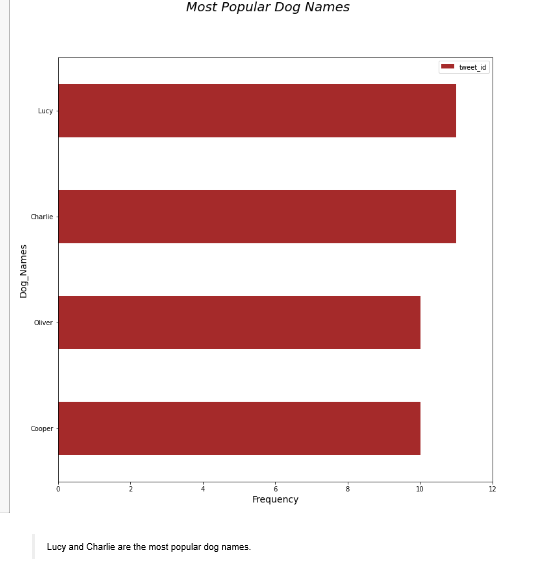 Most Popular Dog Names
tweet_id
Lucy
Charlie
Oliver
Cooper
Dog_Names
0 2 4 6 8 10 12
Frequency
Lucy and Charlie are the most popular dog names.